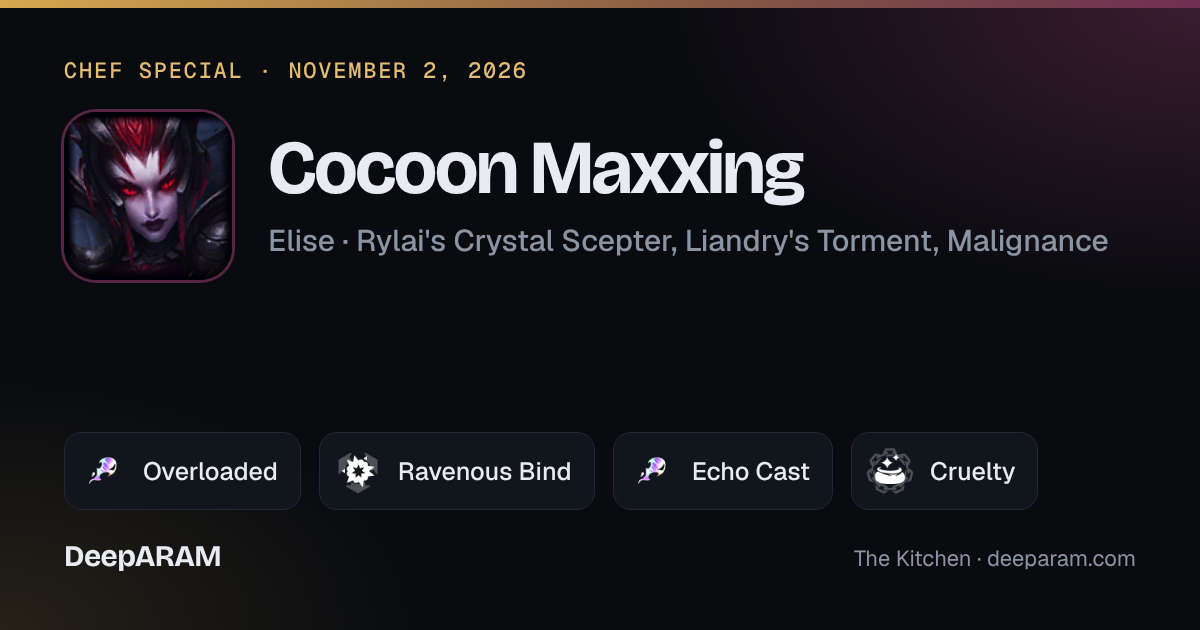 CHEF SPECIAL · NOVEMBER 2, 2026
Cocoon Maxxing
Elise · Rylai's Crystal Scepter, Liandry's Torment, Malignance
Overloaded
Ravenous Bind
Echo Cast
Cruelty
DeepARAM
The Kitchen · deeparam.com